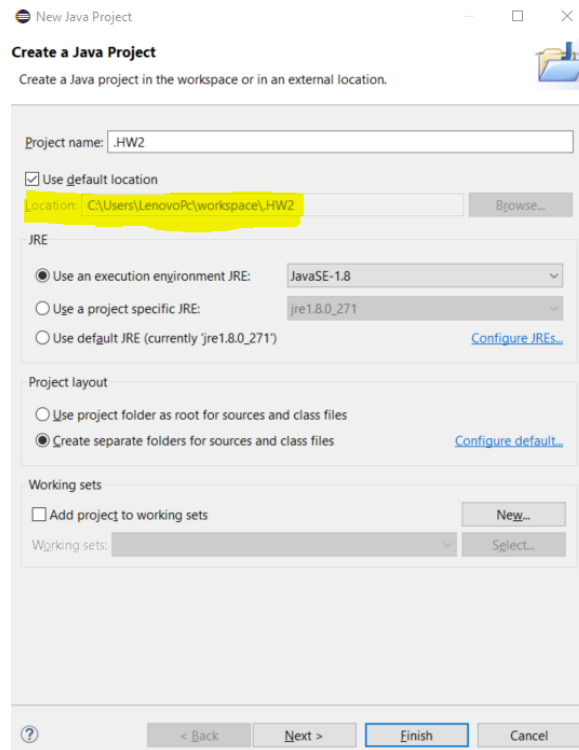 New Java Project
Create a Java Project
Create a Java project in the workspace or in an external location.
Project name: .HW2
Use default location
Location: C:\Users\LenovoPc\workspace\.HW2 Browse...
JRE
Use an execution environment JRE: JavaSE-1.8
Use a project specific JRE: jre1.8.0_271
Use default JRE (currently 'jre1.8.0_271') Configure JREs...
Project layout
Use project folder as root for sources and class files
Create separate folders for sources and class files Configure default...
Working sets
Add project to working sets New...
Working sets: Select...
? < Back Next > Finish Cancel